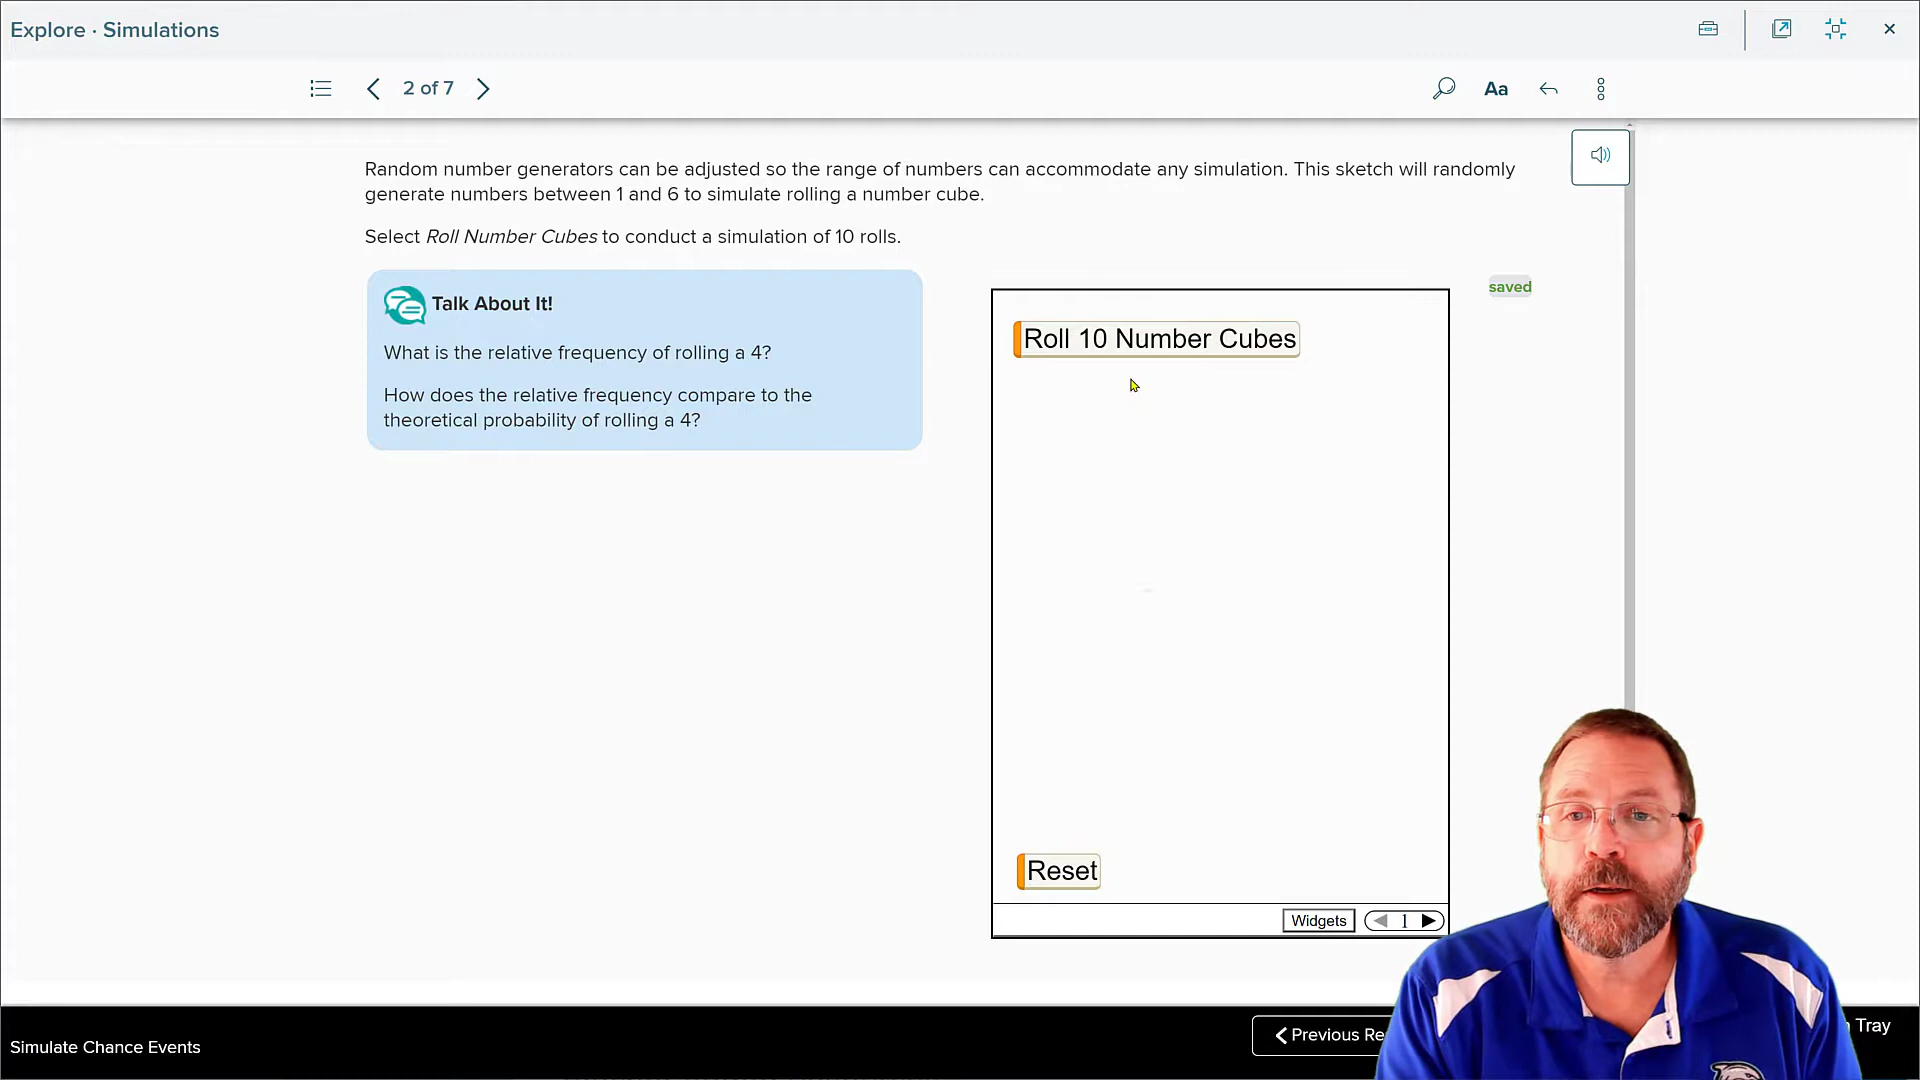 Explore · Simulations
2 of 7
Aa
Random number generators can be adjusted so the range of numbers can accommodate any simulation. This sketch will randomly
generate numbers between 1 and 6 to simulate rolling a number cube.
Select Roll Number Cubes to conduct a simulation of 10 rolls.
Talk About It!
What is the relative frequency of rolling a 4?
How does the relative frequency compare to the
theoretical probability of rolling a 4?
saved
Roll 10 Number Cubes
Reset
Widgets
1
Previous Re
Tray
Simulate Chance Events